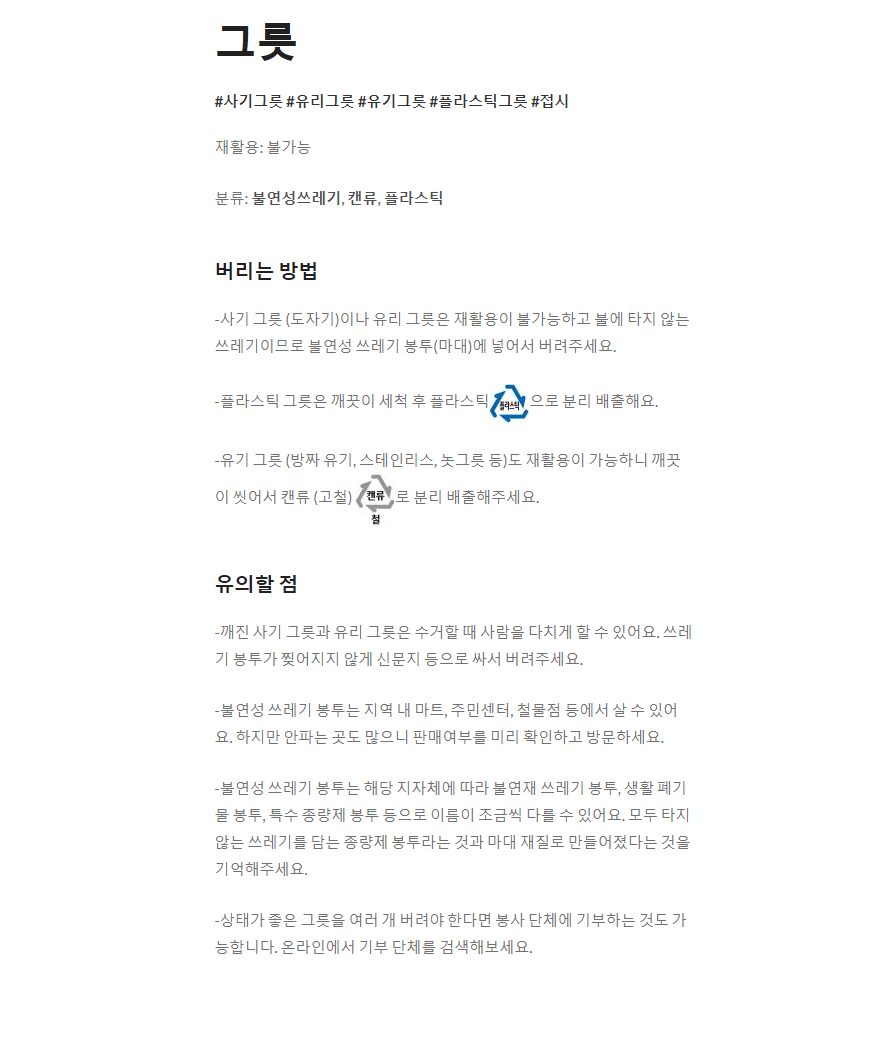 그릇
#사기그릇 #유리그릇 #유기그릇 #플라스틱그릇 #접시
재활용: 불가능
분류: 불연성쓰레기, 캔류, 플라스틱
버리는 방법
-사기 그릇 (도자기)이나 유리 그릇은 재활용이 불가능하고 불에 타지 않는
쓰레기이므로 불연성 쓰레기 봉투(마대)에 넣어서 버려주세요.
-플라스틱 그릇은 깨끗이 세척 후 플라스틱 플라스틱 으로 분리 배출해요.
-유기 그릇 (방짜 유기, 스테인리스, 놋그릇 등)도 재활용이 가능하니 깨끗
이 씻어서 캔류 (고철) 캔류 로 분리 배출해주세요.
철
유의할 점
-깨진 사기 그릇과 유리 그릇은 수거할 때 사람을 다치게 할 수 있어요. 쓰레
기 봉투가 찢어지지 않게 신문지 등으로 싸서 버려주세요.
-불연성 쓰레기 봉투는 지역 내 마트, 주민센터, 철물점 등에서 살 수 있어
요. 하지만 안파는 곳도 많으니 판매여부를 미리 확인하고 방문하세요.
-불연성 쓰레기 봉투는 해당 지자체에 따라 불연재 쓰레기 봉투, 생활 폐기
물 봉투, 특수 종량제 봉투 등으로 이름이 조금씩 다를 수 있어요. 모두 타지
않는 쓰레기를 담는 종량제 봉투라는 것과 마대 재질로 만들어졌다는 것을
기억해주세요.
-상태가 좋은 그릇을 여러 개 버려야 한다면 봉사 단체에 기부하는 것도 가
능합니다. 온라인에서 기부 단체를 검색해보세요.